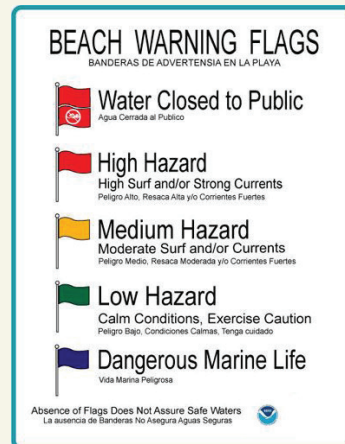 BEACH WARNING FLAGS
BANDERAS DE ADVERTENSIA EN LA PLAYA
Water Closed to Public
Agua Cerrada al Publico
High Hazard
High Surf and/or Strong Currents
Peligro Alto, Resaca Alta y/o Corrientes Fuertes
Medium Hazard
Moderate Surf and/or Currents
Peligro Medio, Resaca Moderada y/o Corrientes Fuertes
Low Hazard
Calm Conditions, Exercise Caution
Peligro Bajo, Condiciones Calmas, Tenga cuidado
Dangerous Marine Life
Vida Marina Peligrosa
Absence of Flags Does Not Assure Safe Waters
La ausencia de Banderas No Asegura Aguas Seguras